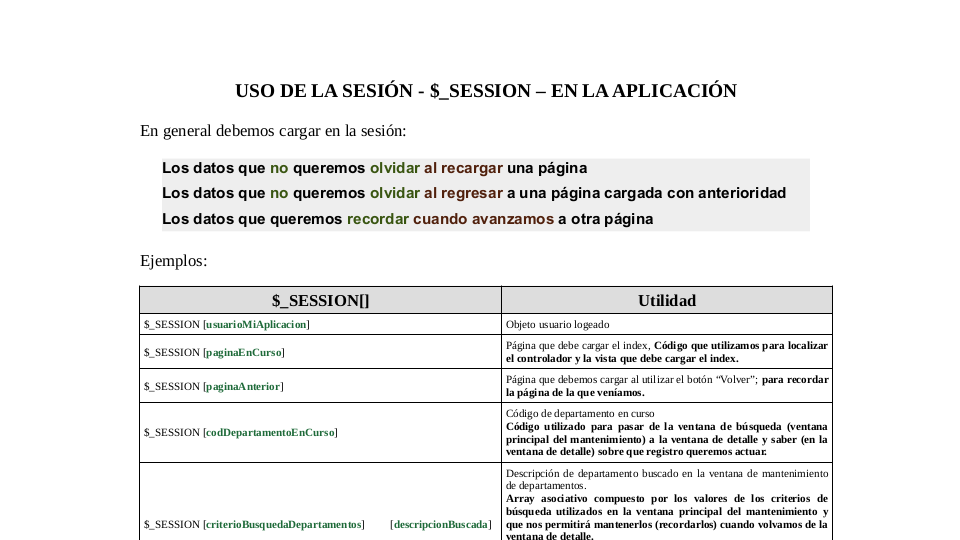 USO DE LA SESIÓN - $_SESSION – EN LA APLICACIÓN
En general debemos cargar en la sesión:
Los datos que no queremos olvidar al recargar una página
Los datos que no queremos olvidar al regresar a una página cargada con anterioridad
Los datos que queremos recordar cuando avanzamos a otra página
Ejemplos:
$_SESSION[]
Utilidad
$_SESSION [usuarioMiAplicacion]
Objeto usuario logeado
$_SESSION [paginaEnCurso]
Página que debe cargar el index, Código que utilizamos para localizar
el controlador y la vista que debe cargar el index.
$_SESSION [paginaAnterior]
Página que debemos cargar al utilizar el botón “Volver”; para recordar
la página de la que veníamos.
$_SESSION [codDepartamentoEnCurso]
Código de departamento en curso
Código utilizado para pasar de la ventana de búsqueda (ventana
principal del mantenimiento) a la ventana de detalle y saber (en la
ventana de detalle) sobre que registro queremos actuar.
$_SESSION [criterioBusquedaDepartamentos] [descripcionBuscada]
Descripción de departamento buscado en la ventana de mantenimiento
de departamentos.
Array asociativo compuesto por los valores de los criterios de
búsqueda utilizados en la ventana principal del mantenimiento y
que nos permitirá mantenerlos (recordarlos) cuando volvamos de la
ventana de detalle.